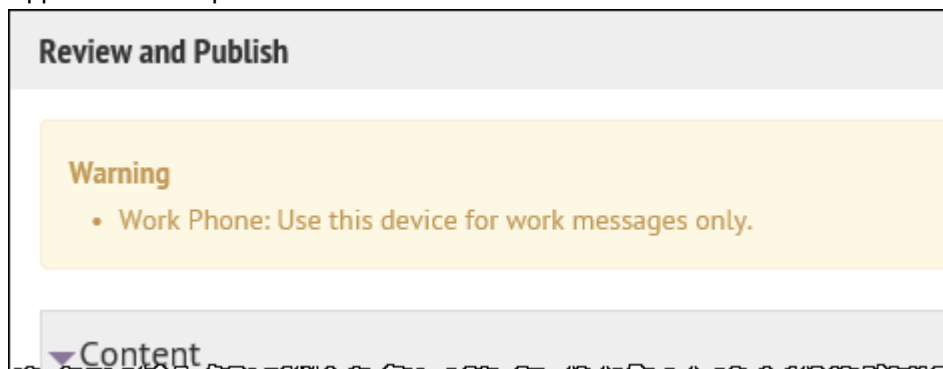 Review and Publish
Warning
• Work Phone: Use this device for work messages only.
Content